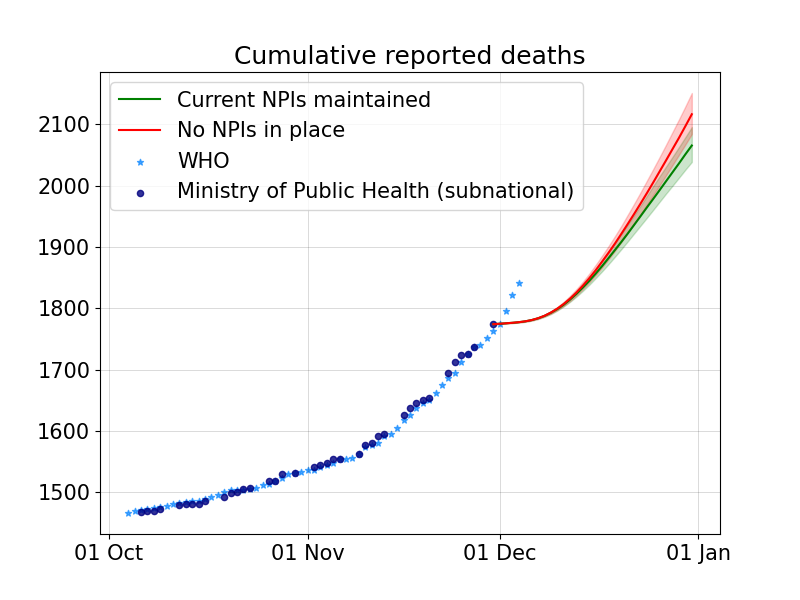 Cumulative reported deaths
Current NPIs maintained
No NPIs in place
WHO
Ministry of Public Health (subnational)
2100
2000
1900
1800
1700
1600
1500
01 Oct 01 Nov 01 Dec 01 Jan